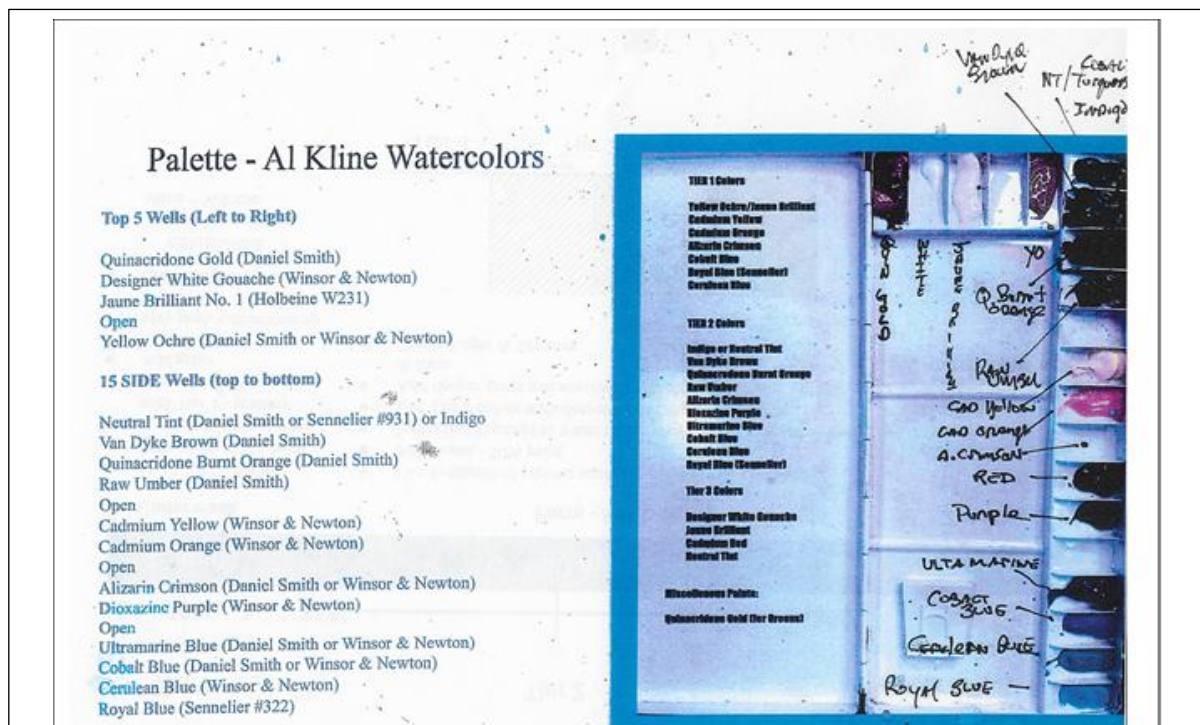 Palette - Al Kline Watercolors
Top 5 Wells (Left to Right)
Quinacridone Gold (Daniel Smith)
Designer White Gouache (Winsor & Newton)
Jaune Brilliant No. 1 (Holbeine W231)
Open
Yellow Ochre (Daniel Smith or Winsor & Newton)
15 SIDE Wells (top to bottom)
Neutral Tint (Daniel Smith or Sennelier #931) or Indigo
Van Dyke Brown (Daniel Smith)
Quinacridone Burnt Orange (Daniel Smith)
Raw Umber (Daniel Smith)
Open
Cadmium Yellow (Winsor & Newton)
Cadmium Orange (Winsor & Newton)
Open
Alizarin Crimson (Daniel Smith or Winsor & Newton)
Dioxazine Purple (Winsor & Newton)
Open
Ultramarine Blue (Daniel Smith or Winsor & Newton)
Cobalt Blue (Daniel Smith or Winsor & Newton)
Cerulean Blue (Winsor & Newton)
Royal Blue (Sennelier #322)
TIER 1 Colors
Yellow Ochre/Jaune Brilliant
Cadmium Yellow
Cadmium Orange
Alizarin Crimson
Cobalt Blue
Royal Blue (Sennelier)
Cerulean Blue
TIER 2 Colors
Indigo or Neutral Tint
Van Dyke Brown
Quinacrodone Burnt Orange
Raw Umber
Alizarin Crimson
Dioxazine Purple
Ultramarine Blue
Cobalt Blue
Cerulean Blue
Royal Blue (Sennelier)
Tier 3 Colors
Designer White Gouache
Jaune Brilliant
Cadmium Red
Neutral Tint
Miscellenous Paints:
Quinacridone Gold (for Greens)
Van Dyke
Brown
Cobal
NT/Turquois
Indigo
GOLD
WHITE
YO
Q. Burnt
Orange
RAW
UMBER
CAD Yellow
CAD ORANGE
A. CRIMSON
RED
Purple
ULTAMARINE
COBALT
BLUE
CERULEAN BLUE
ROYAL BLUE